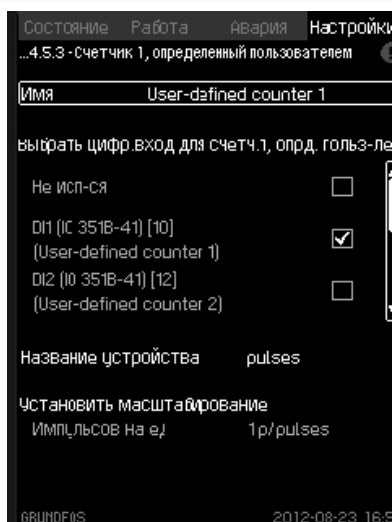 Состояние Работа Авария Настройки
...4.5.3 - Счетчик 1, определенный пользователем
Имя User-defined counter 1
Выбрать цифр.вход для счетч.1, опрд. польз-ле
Не исп-ся
DI1 (IO 351B-41) [10]
(User-defined counter 1)
DI2 (IO 351B-41) [12]
(User-defined counter 2)
Название устройства pulses
Установить масштабирование
Импульсов на ед 1p/pulses
GRUNDFOS 2012-08-23 16:5